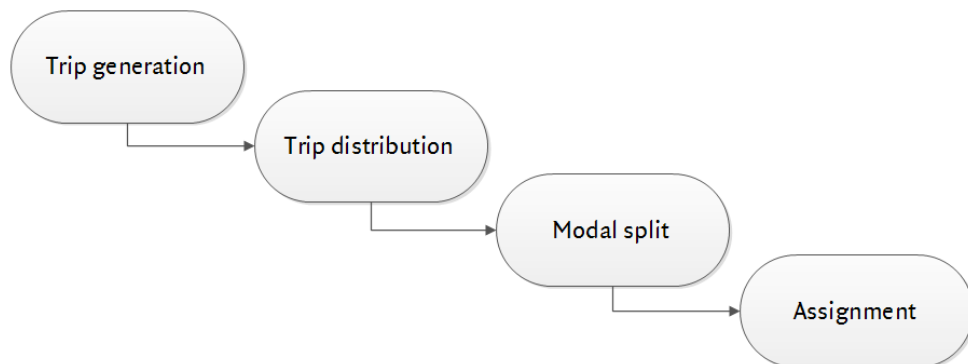 Trip generation
Trip distribution
Modal split
Assignment